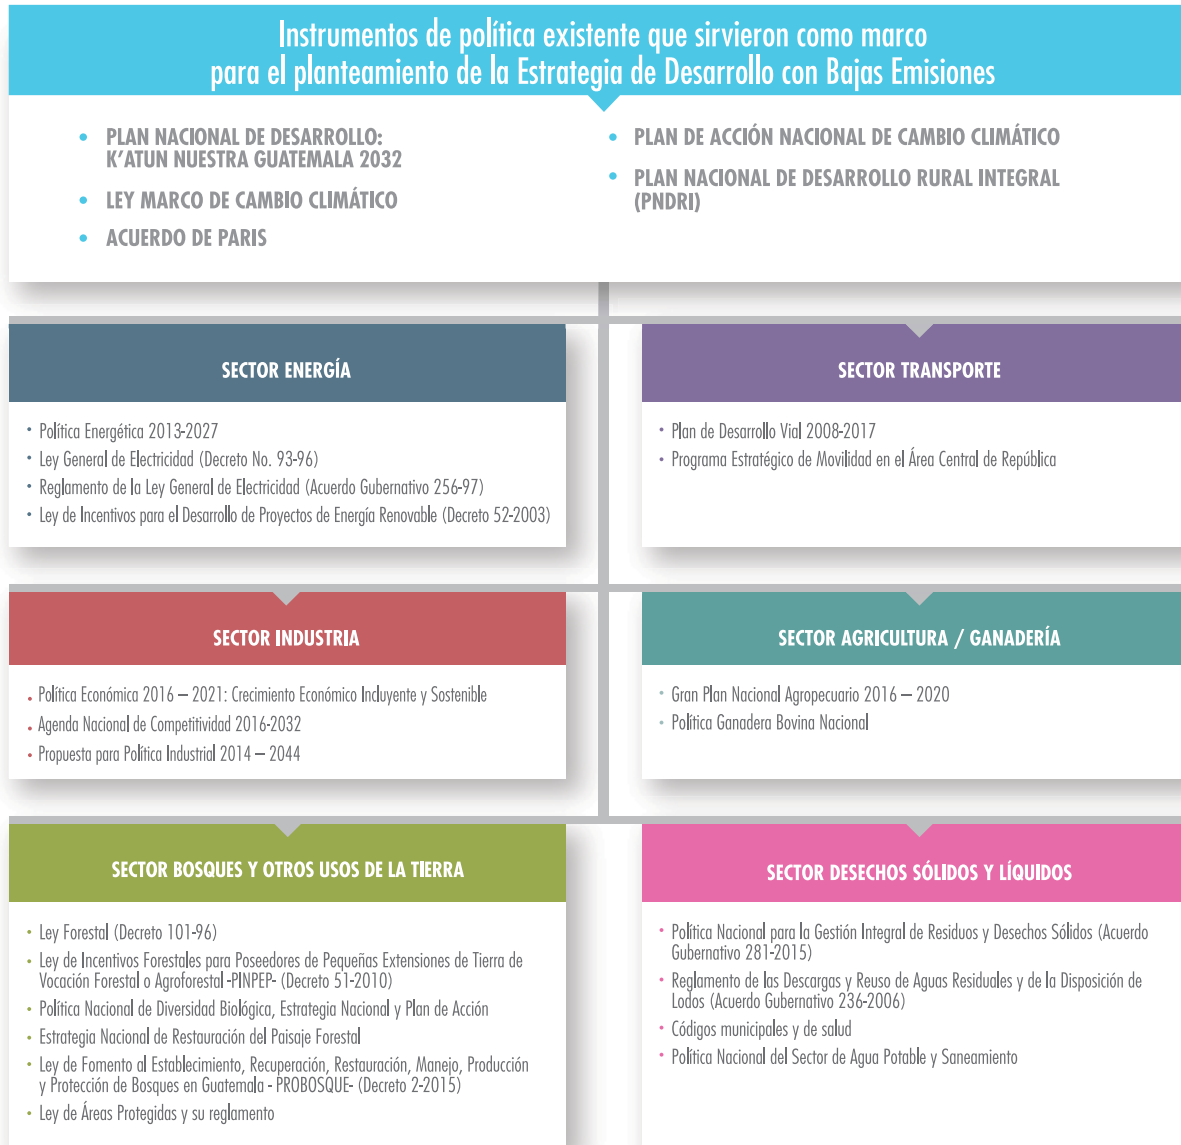 Instrumentos de política existente que sirvieron como marco
para el planteamiento de la Estrategia de Desarrollo con Bajas Emisiones
• PLAN NACIONAL DE DESARROLLO:
K’ATUN NUESTRA GUATEMALA 2032
• LEY MARCO DE CAMBIO CLIMÁTICO
• ACUERDO DE PARIS
• PLAN DE ACCIÓN NACIONAL DE CAMBIO CLIMÁTICO
• PLAN NACIONAL DE DESARROLLO RURAL INTEGRAL
(PNDRI)
SECTOR ENERGÍA
• Política Energética 2013-2027
• Ley General de Electricidad (Decreto No. 93-96)
• Reglamento de la Ley General de Electricidad (Acuerdo Gubernativo 256-97)
• Ley de Incentivos para el Desarrollo de Proyectos de Energía Renovable (Decreto 52-2003)
SECTOR TRANSPORTE
• Plan de Desarrollo Vial 2008-2017
• Programa Estratégico de Movilidad en el Área Central de República
SECTOR INDUSTRIA
• Política Económica 2016 – 2021: Crecimiento Económico Incluyente y Sostenible
• Agenda Nacional de Competitividad 2016-2032
• Propuesta para Política Industrial 2014 – 2044
SECTOR AGRICULTURA / GANADERÍA
• Gran Plan Nacional Agropecuario 2016 – 2020
• Política Ganadera Bovina Nacional
SECTOR BOSQUES Y OTROS USOS DE LA TIERRA
• Ley Forestal (Decreto 101-96)
• Ley de Incentivos Forestales para Poseedores de Pequeñas Extensiones de Tierra de
Vocación Forestal o Agroforestal -PINPEP- (Decreto 51-2010)
• Política Nacional de Diversidad Biológica, Estrategia Nacional y Plan de Acción
• Estrategia Nacional de Restauración del Paisaje Forestal
• Ley de Fomento al Establecimiento, Recuperación, Restauración, Manejo, Producción
y Protección de Bosques en Guatemala - PROBOSQUE- (Decreto 2-2015)
• Ley de Áreas Protegidas y su reglamento
SECTOR DESECHOS SÓLIDOS Y LÍQUIDOS
• Política Nacional para la Gestión Integral de Residuos y Desechos Sólidos (Acuerdo
Gubernativo 281-2015)
• Reglamento de las Descargas y Reuso de Aguas Residuales y de la Disposición de
Lodos (Acuerdo Gubernativo 236-2006)
• Códigos municipales y de salud
• Política Nacional del Sector de Agua Potable y Saneamiento